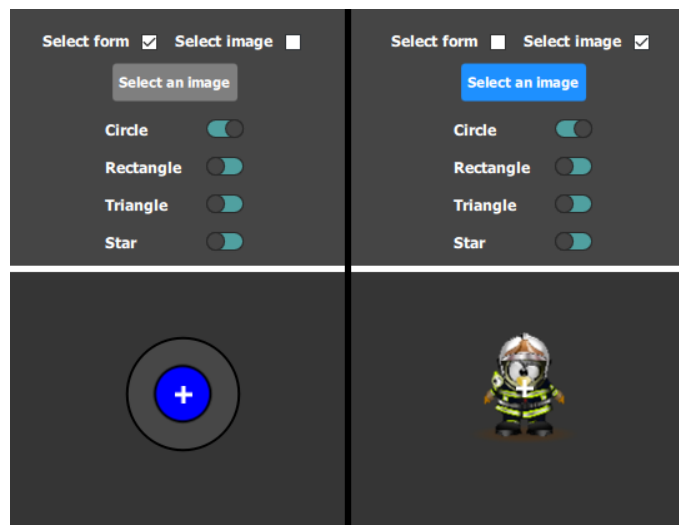 Select form Select image
Select an image
Circle
Rectangle
Triangle
Star
Select form Select image
Select an image
Circle
Rectangle
Triangle
Star